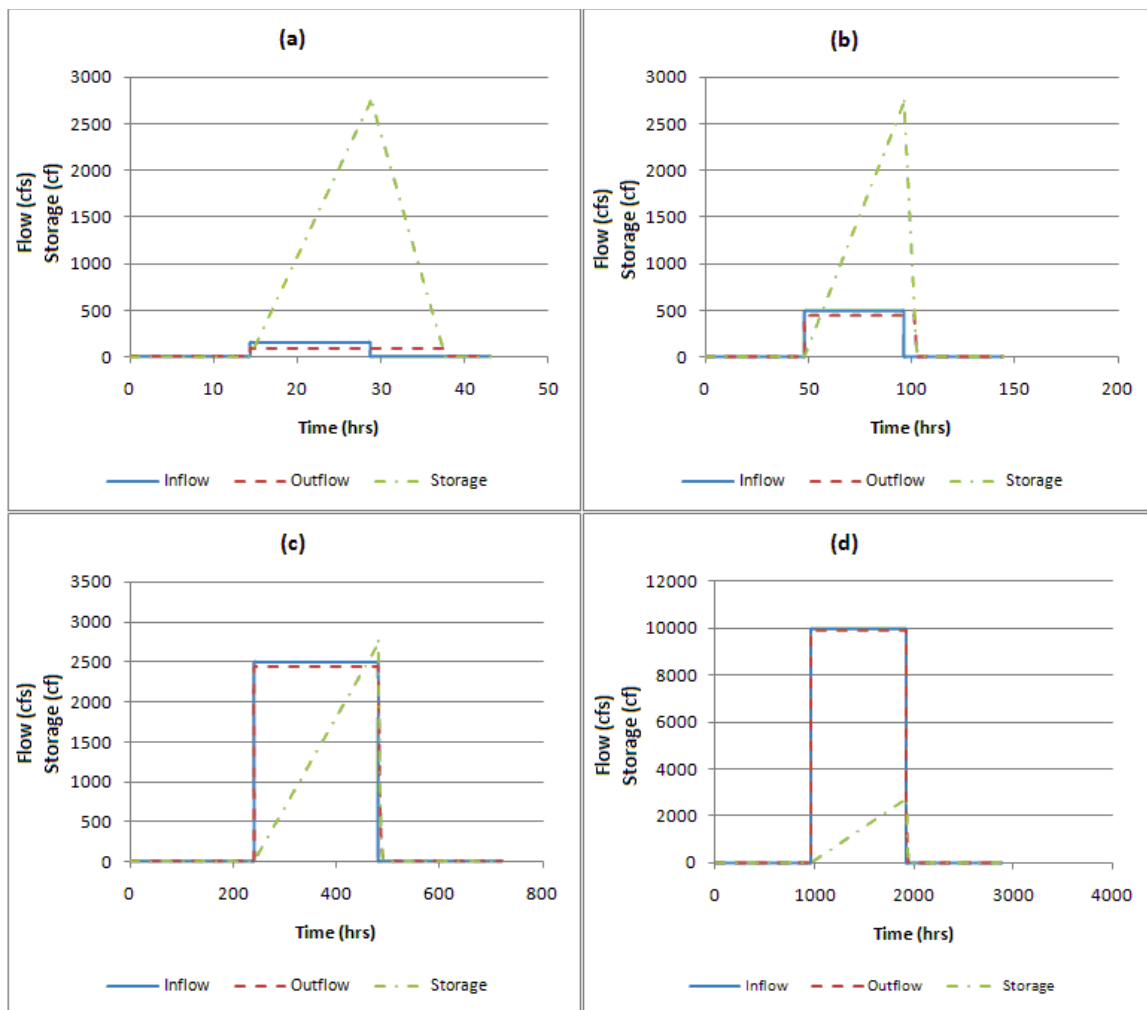 (a)
3000
2500
2000
1500
1000
500
0
Flow (cfs)
Storage (cf)
0 10 20 30 40 50
Time (hrs)
Inflow Outflow Storage
(b)
3000
2500
2000
1500
1000
500
0
Flow (cfs)
Storage (cf)
0 50 100 150 200
Time (hrs)
Inflow Outflow Storage
(c)
3500
3000
2500
2000
1500
1000
500
0
Flow (cfs)
Storage (cf)
0 200 400 600 800
Time (hrs)
Inflow Outflow Storage
(d)
12000
10000
8000
6000
4000
2000
0
Flow (cfs)
Storage (cf)
0 1000 2000 3000 4000
Time (hrs)
Inflow Outflow Storage